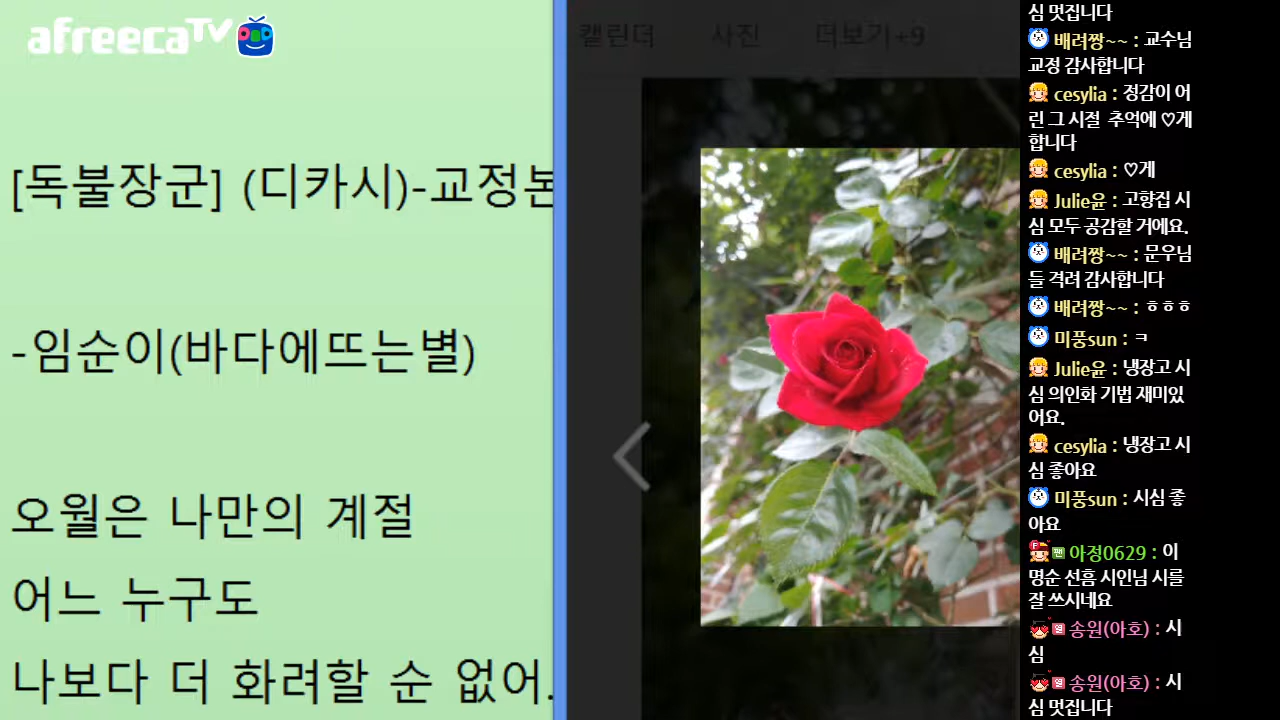 afreecaTV
[독불장군] (디카시)-교정본
-임순이(바다에뜨는별)
오월은 나만의 계절
어느 누구도
나보다 더 화려할 순 없어.
캘린더 사진 더보기+9
심 멋집니다
배려짱~~ : 교수님
교정 감사합니다
cesylia : 정감이 어
린 그 시절 추억에 ♡게
합니다
cesylia : ♡게
Julie윤 : 고향집 시
심 모두 공감할 거에요.
배려짱~~ : 문우님
들 격려 감사합니다
배려짱~~ : ㅎㅎㅎ
미풍sun : ㅋ
Julie윤 : 냉장고 시
심 의인화 기법 재미있
어요.
cesylia : 냉장고 시
심 좋아요
미풍sun : 시심 좋
아요
팬 아정0629 : 이
명순 선흠 시인님 시를
잘 쓰시네요
열 송원(아호) : 시
심
열 송원(아호) : 시
심 멋집니다